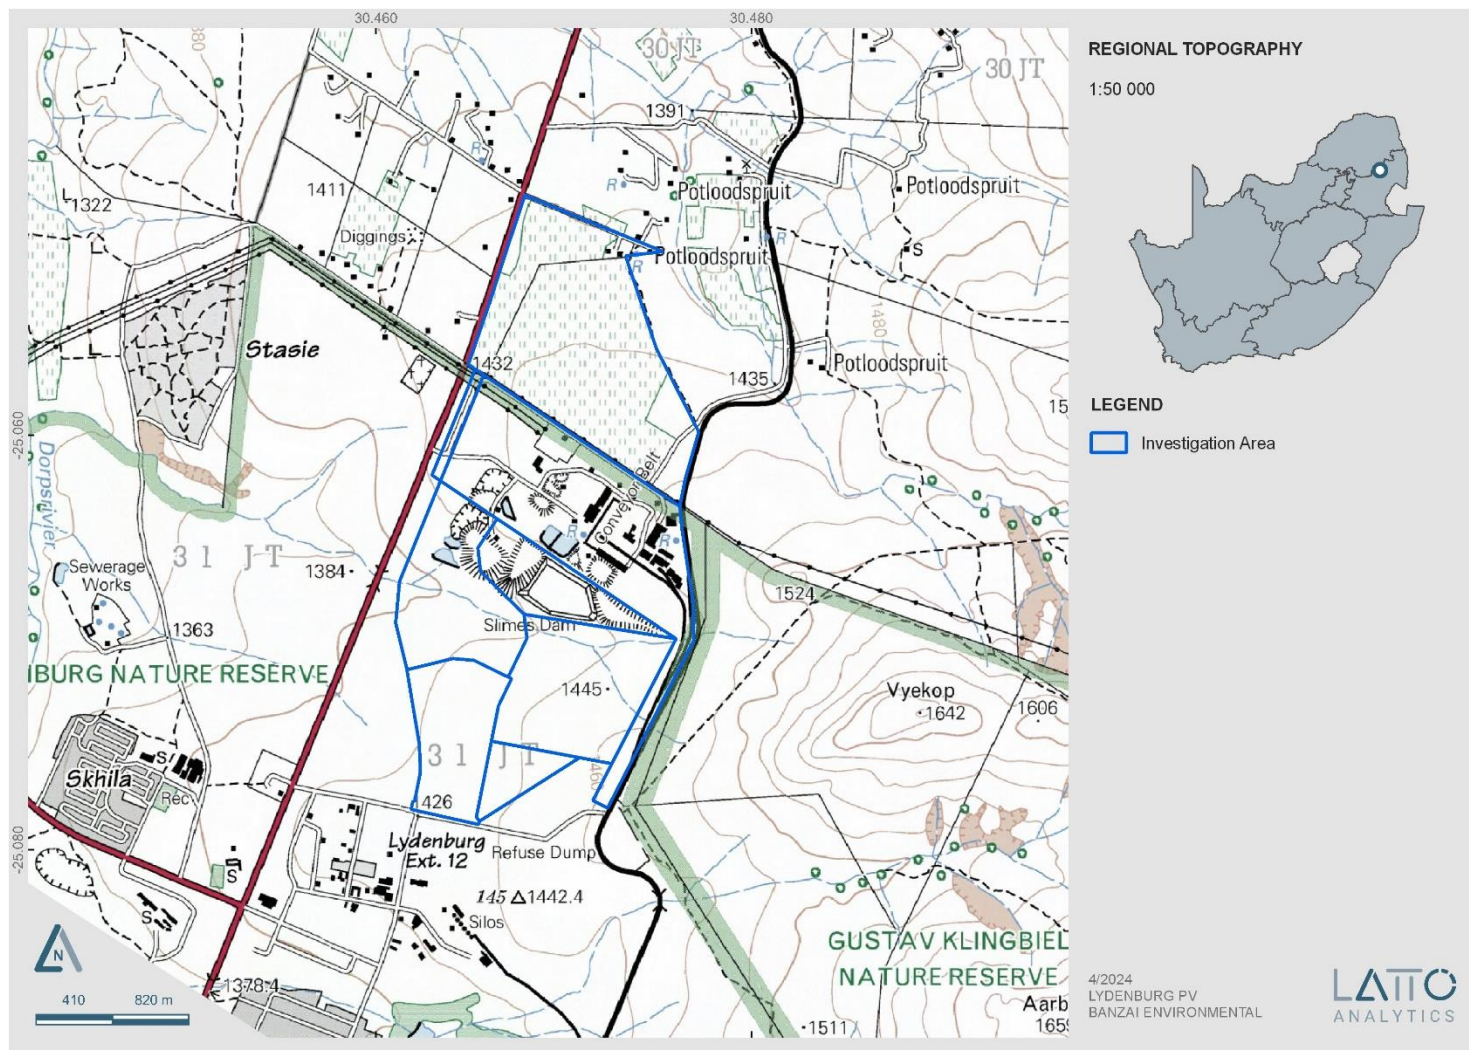 30.460
30.480
REGIONAL TOPOGRAPHY
1:50 000
30 JT
30 JT
1391
1411
1322
Potloodspruit
Potloodspruit
Diggings
Potloodspruit
R
R
R
R
R
R
S
1480
Stasie
1432
1435
Potloodspruit
LEGEND
Investigation Area
-25.060
Dorpsrivier
Conveyor Belt
31 JT
1384
Sewerage
Works
1363
Slimes Dam
1524
IBURG NATURE RESERVE
1445
Vyekop
1642
1606
31 JT
1460
Skhila
S
Rec
426
Lydenburg
Ext. 12
Refuse Dump
-25.080
S
S
145 1442.4
Silos
GUSTAV KLINGBIEL
NATURE RESERVE
N
410 820 m
1378.4
1511
Aarb
1659
4/2024
LYDENBURG PV
BANZAI ENVIRONMENTAL
LATTO
ANALYTICS